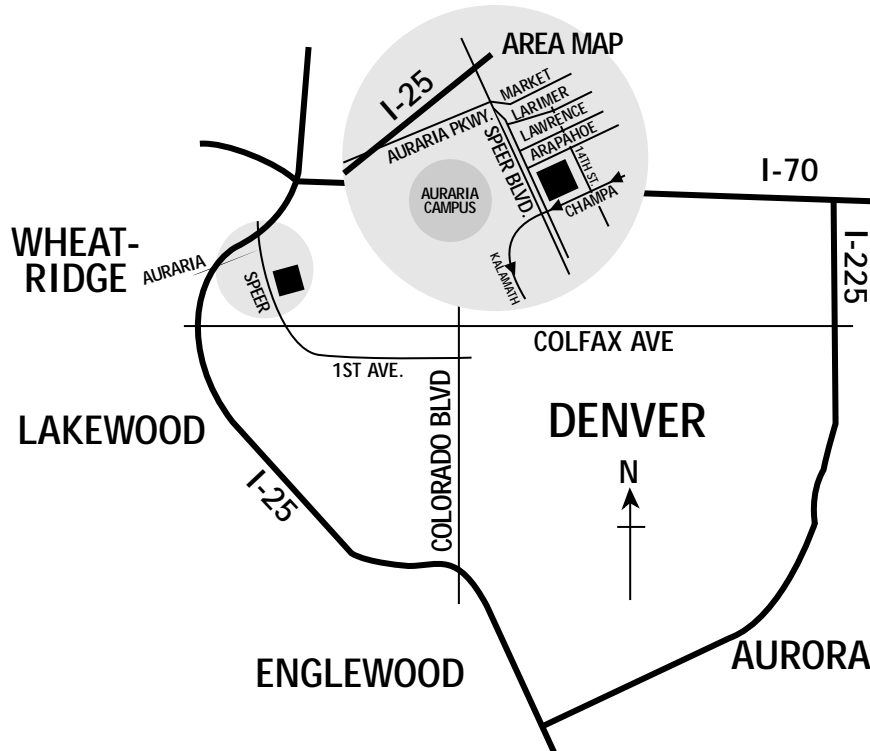 AREA MAP
I-25
MARKET
LARIMER
LAWRENCE
ARAPAHOE
AURARIA PKWY.
SPEER BLVD.
14TH ST.
CHAMPA
AURARIA
CAMPUS
KALAMATH
I-70
I-225
WHEAT-
RIDGE
AURARIA
SPEER
COLFAX AVE
1ST AVE.
LAKEWOOD
COLORADO BLVD
DENVER
N
I-25
ENGLEWOOD
AURORA